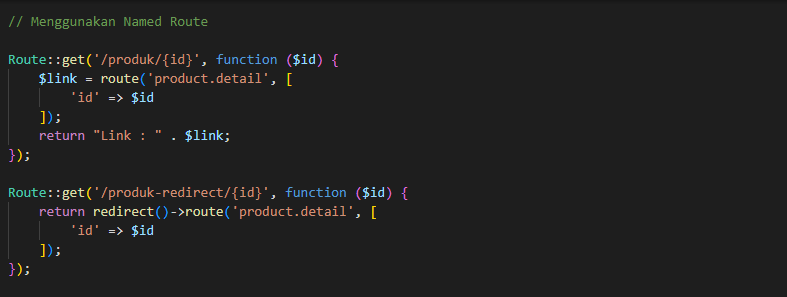 // Menggunakan Named Route
Route::get('/produk/{id}', function ($id) {
    $link = route('product.detail', [
        'id' => $id
    ]);
    return "Link : " . $link;
});
Route::get('/produk-redirect/{id}', function ($id) {
    return redirect()->route('product.detail', [
        'id' => $id
    ]);
});